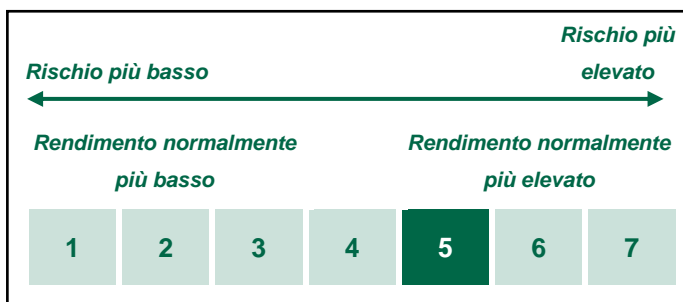 Rischio più
Rischio più basso
elevato
Rendimento normalmente
più basso
Rendimento normalmente
più elevato
1 2 3 4 5 6 7